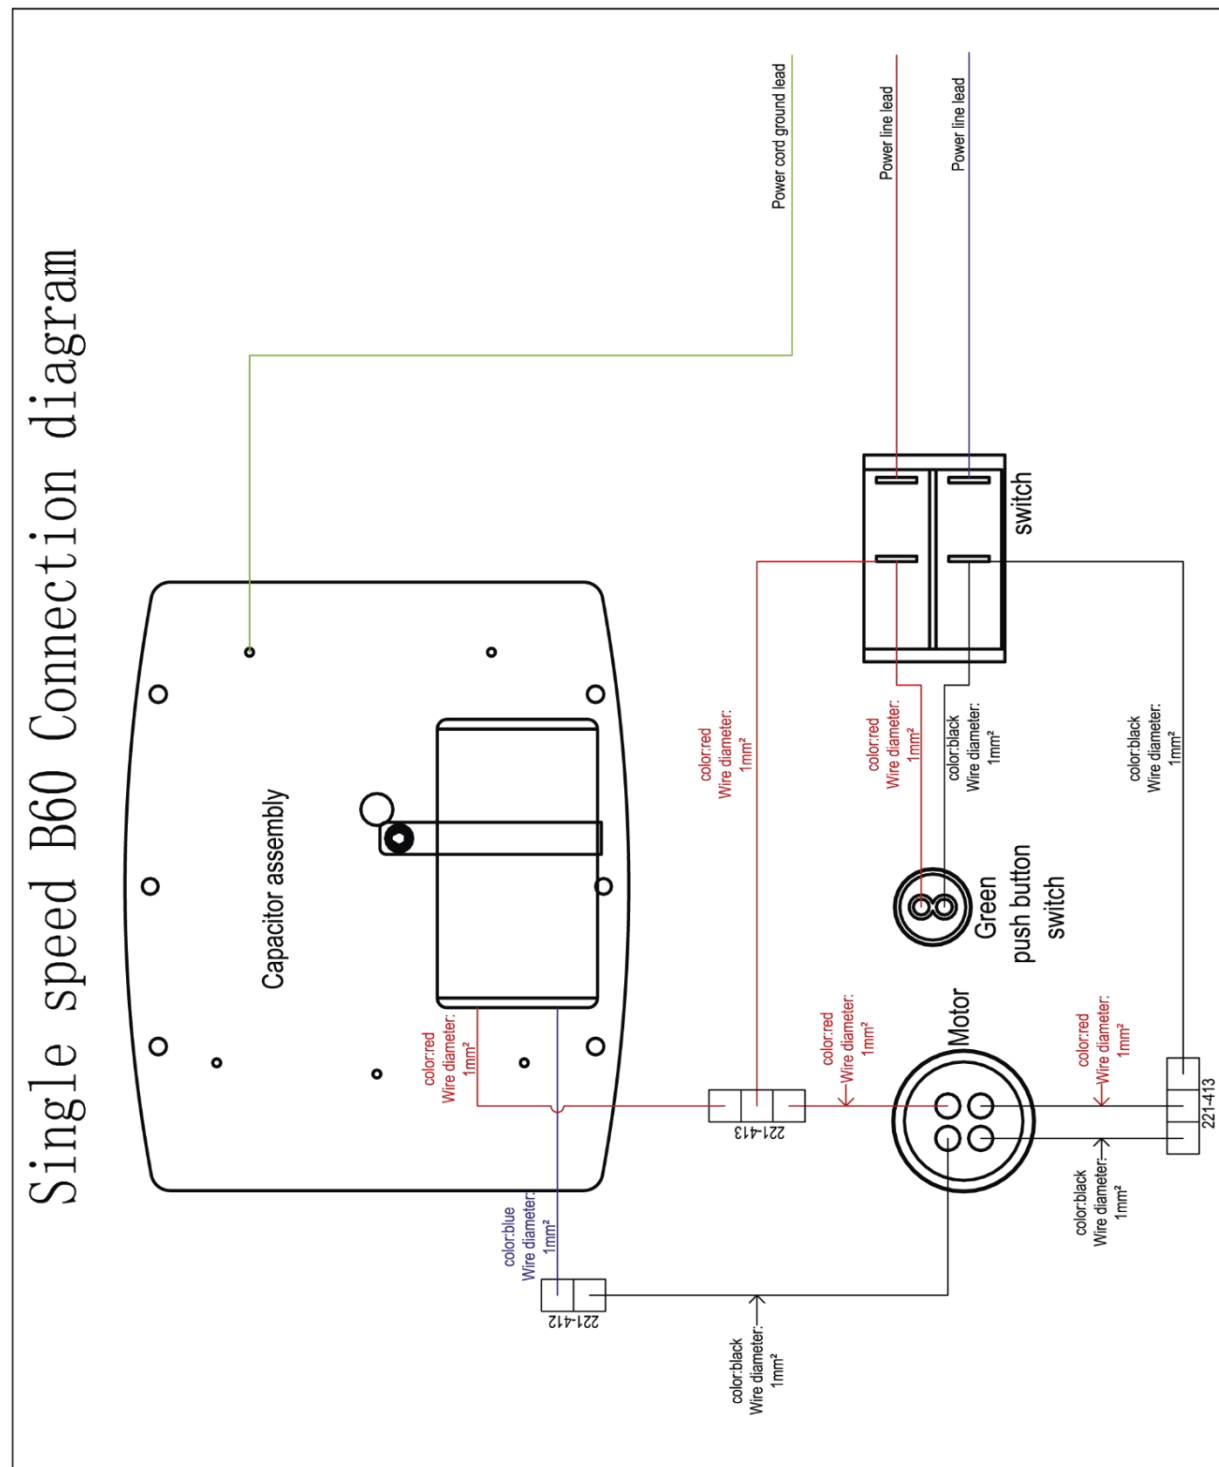 Single speed B60 Connection diagram
Power cord ground lead
Power line lead
Power line lead
Capacitor assembly
switch
color:red
Wire diameter:
1mm²
color:red
Wire diameter:
1mm²
color:black
Wire diameter:
1mm²
color:black
Wire diameter:
1mm²
Green
push button
switch
Motor
color:red
Wire diameter:
1mm²
color:red
Wire diameter:
1mm²
color:red
Wire diameter:
1mm²
221-413
221-413
color:blue
Wire diameter:
1mm²
color:black
Wire diameter:
1mm²
221-412
color:black
Wire diameter:
1mm²